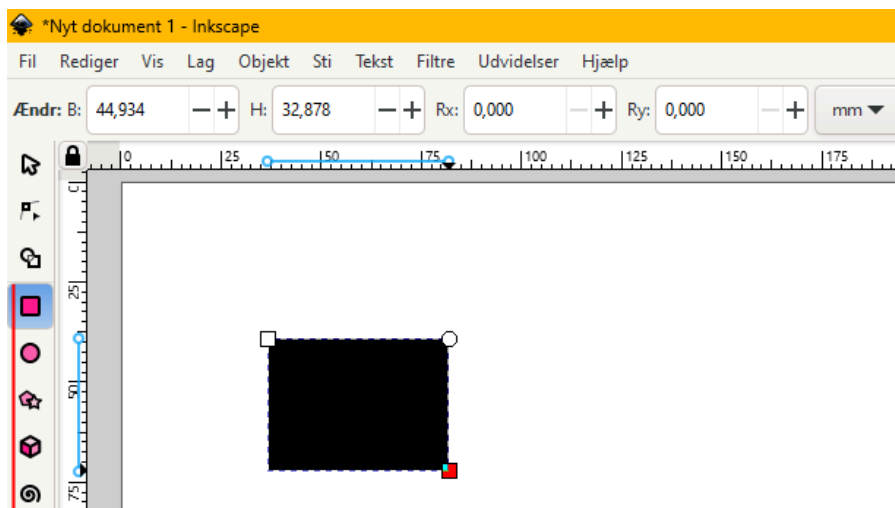 *Nyt dokument 1 - Inkscape
Fil Rediger Vis Lag Objekt Sti Tekst Filtre Udvidelser Hjælp
Ændr: B: 44,934 H: 32,878 Rx: 0,000 Ry: 0,000 mm
0 25 50 75 100 125 150 175
25
50
75